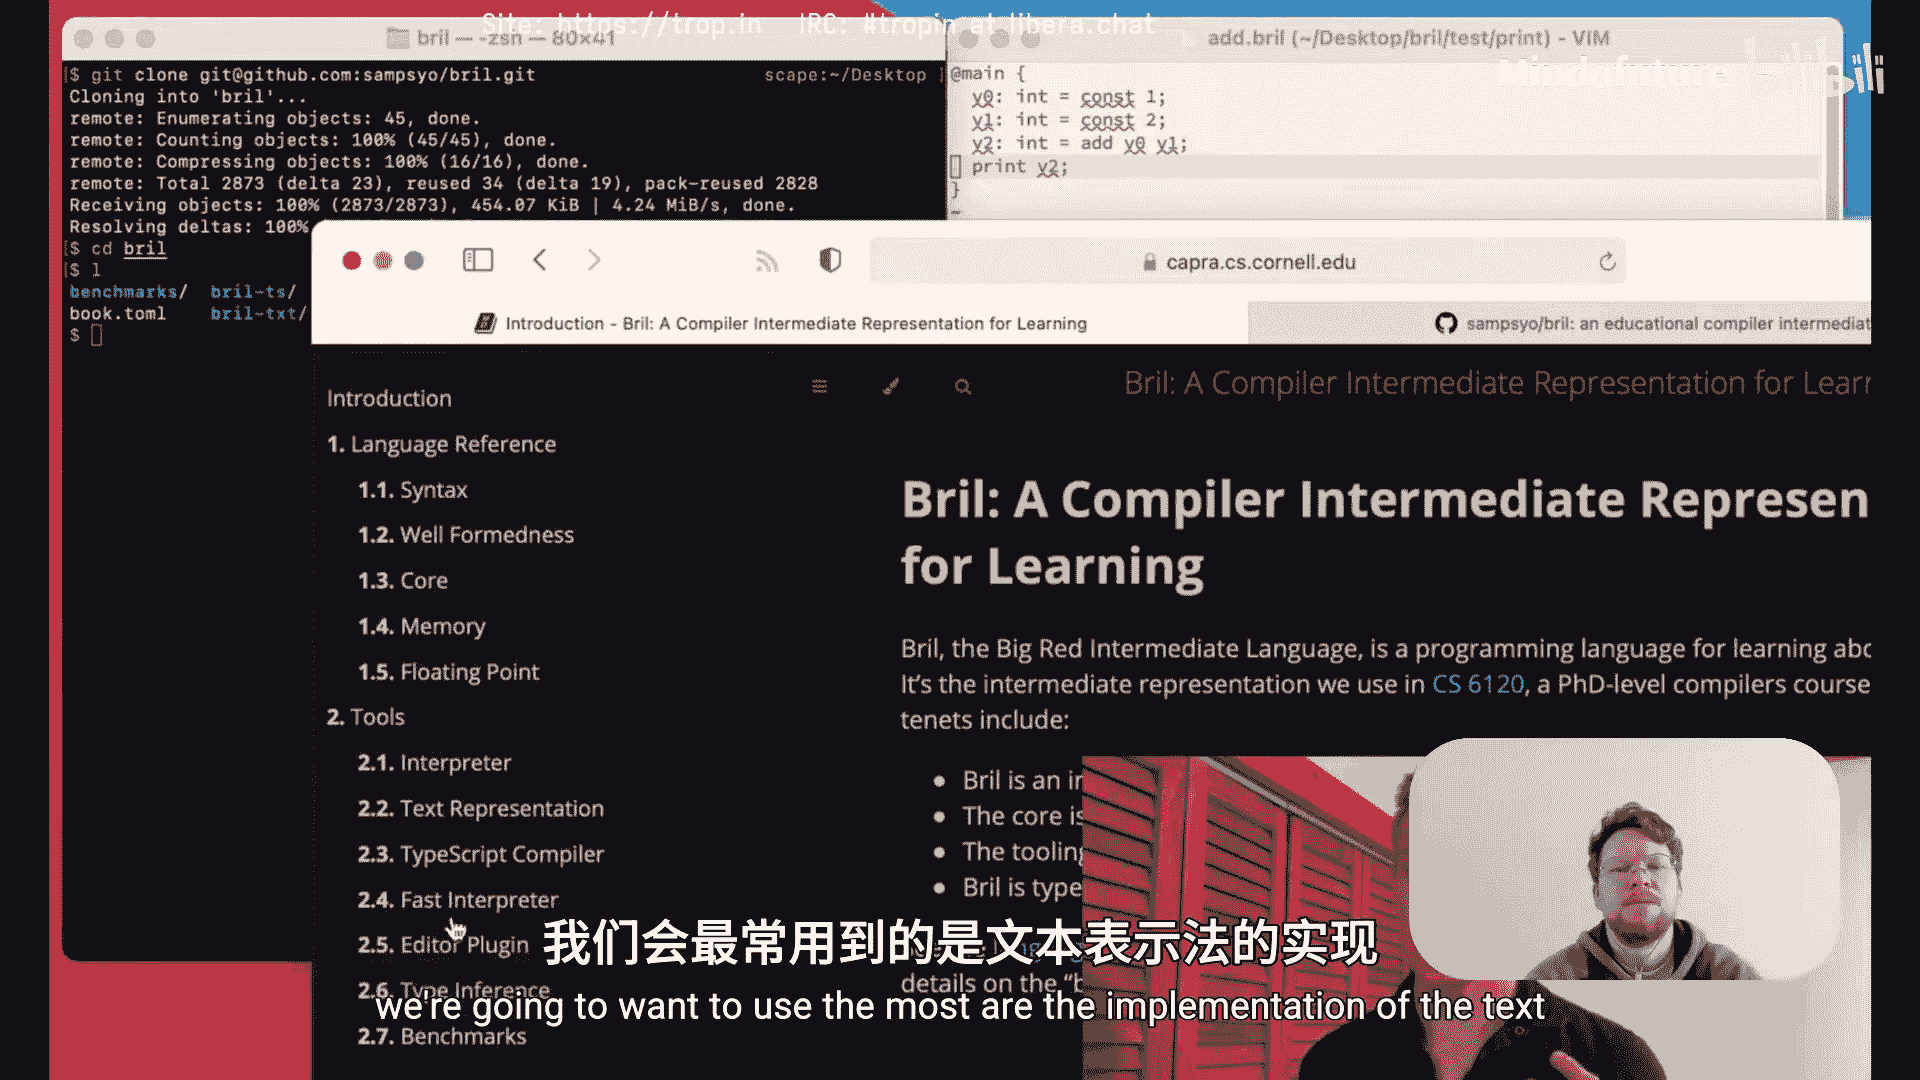 Site: https://trop.in IRC: #tropin at libera.chat
bril — -zsh — 80×41
$ git clone git@github.com:sampsyo/bril.git scape:~/Desktop
Cloning into 'bril'...
remote: Enumerating objects: 45, done.
remote: Counting objects: 100% (45/45), done.
remote: Compressing objects: 100% (16/16), done.
remote: Total 2873 (delta 23), reused 34 (delta 19), pack-reused 2828
Receiving objects: 100% (2873/2873), 454.07 KiB | 4.24 MiB/s, done.
Resolving deltas: 100%
$ cd bril
$ l
benchmarks/ bril-ts/
book.toml bril-txt/
$
add.bril (~/Desktop/bril/test/print) - VIM
Mindofuture bilibili
@main {
v0: int = const 1;
v1: int = const 2;
v2: int = add v0 v1;
print v2;
}
~
capra.cs.cornell.edu
Introduction - Bril: A Compiler Intermediate Representation for Learning
sampsyo/bril: an educational compiler intermediat
Introduction
1. Language Reference
1.1. Syntax
1.2. Well Formedness
1.3. Core
1.4. Memory
1.5. Floating Point
2. Tools
2.1. Interpreter
2.2. Text Representation
2.3. TypeScript Compiler
2.4. Fast Interpreter
2.5. Editor Plugin
2.6. Type Inference
2.7. Benchmarks
Bril: A Compiler Intermediate Representation for Lear
Bril: A Compiler Intermediate Represen
for Learning
Bril, the Big Red Intermediate Language, is a programming language for learning abo
It's the intermediate representation we use in CS 6120, a PhD-level compilers course
tenets include:
Bril is an in
The core is
The tooling
Bril is type
details on the "b
我们会最常用到的是文本表示法的实现
we're going to want to use the most are the implementation of the text